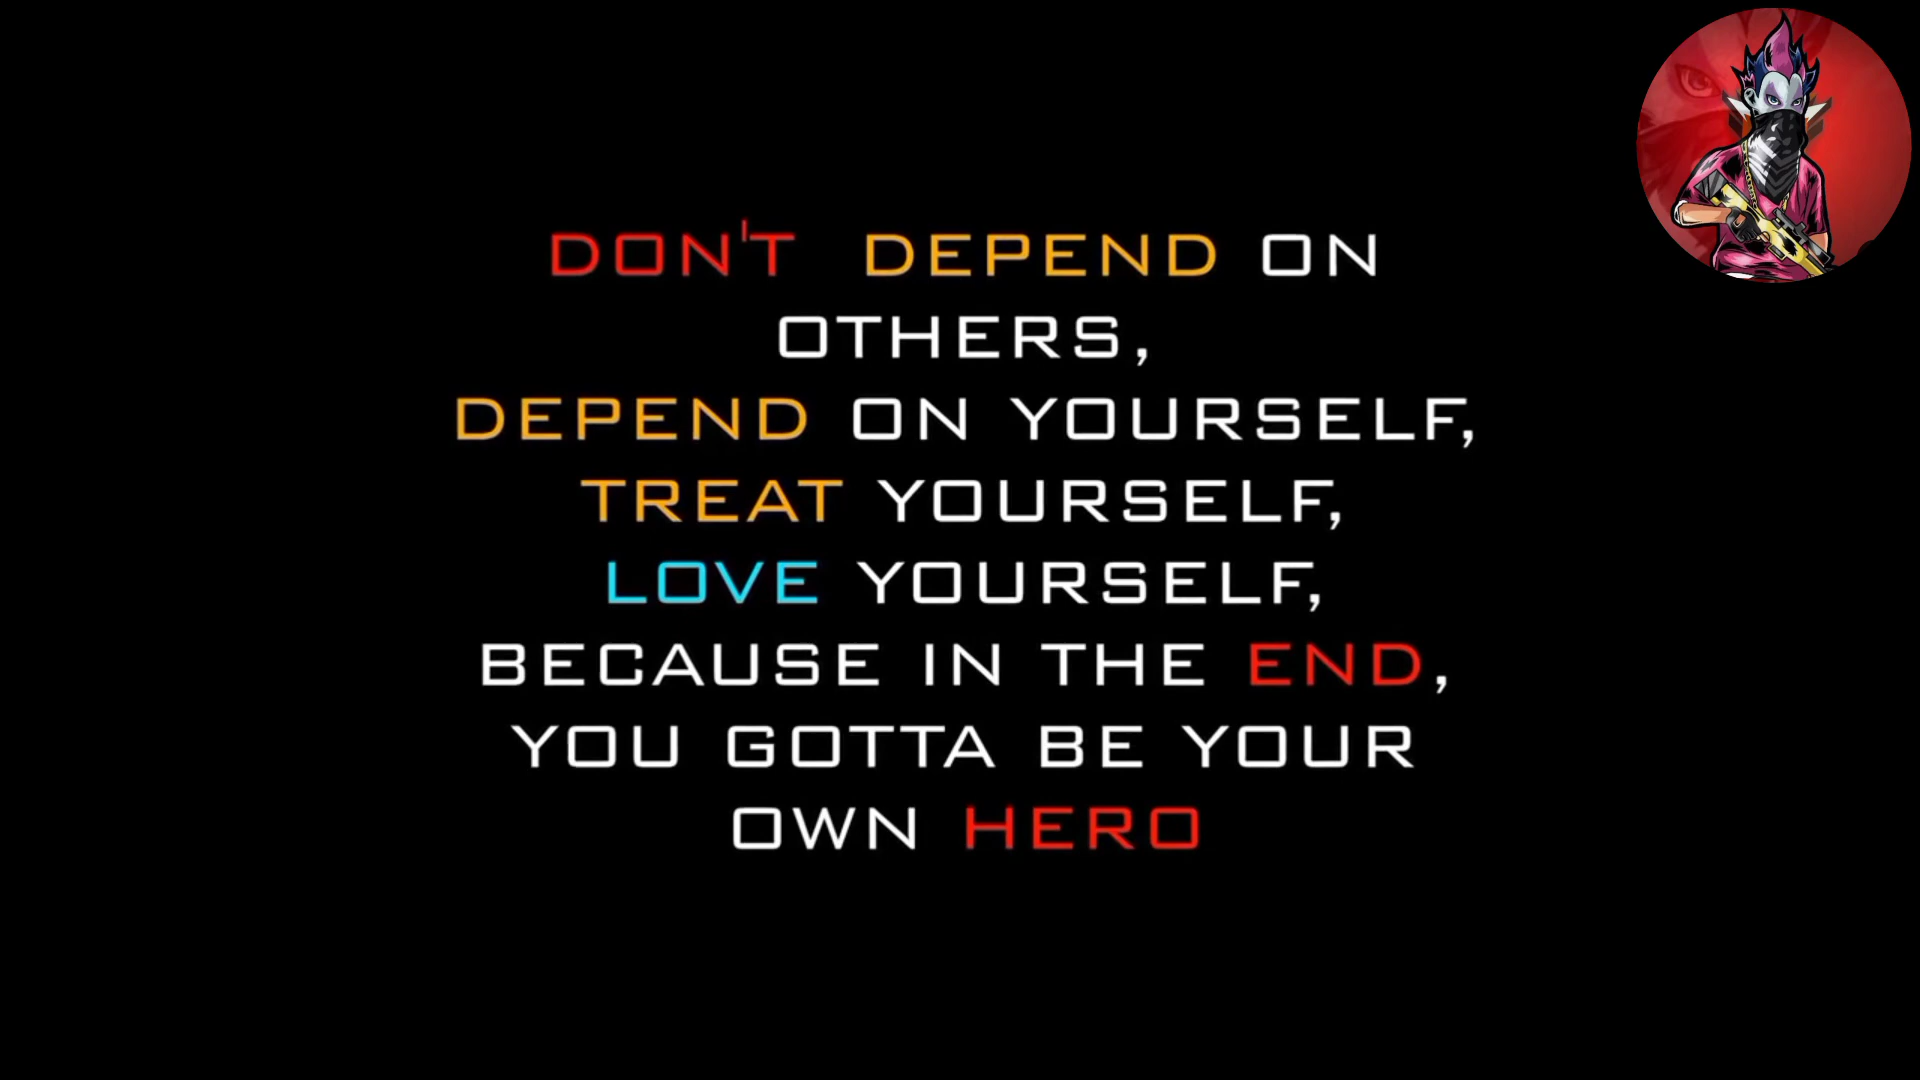 DON'T DEPEND ON
OTHERS,
DEPEND ON YOURSELF,
TREAT YOURSELF,
LOVE YOURSELF,
BECAUSE IN THE END,
YOU GOTTA BE YOUR
OWN HERO